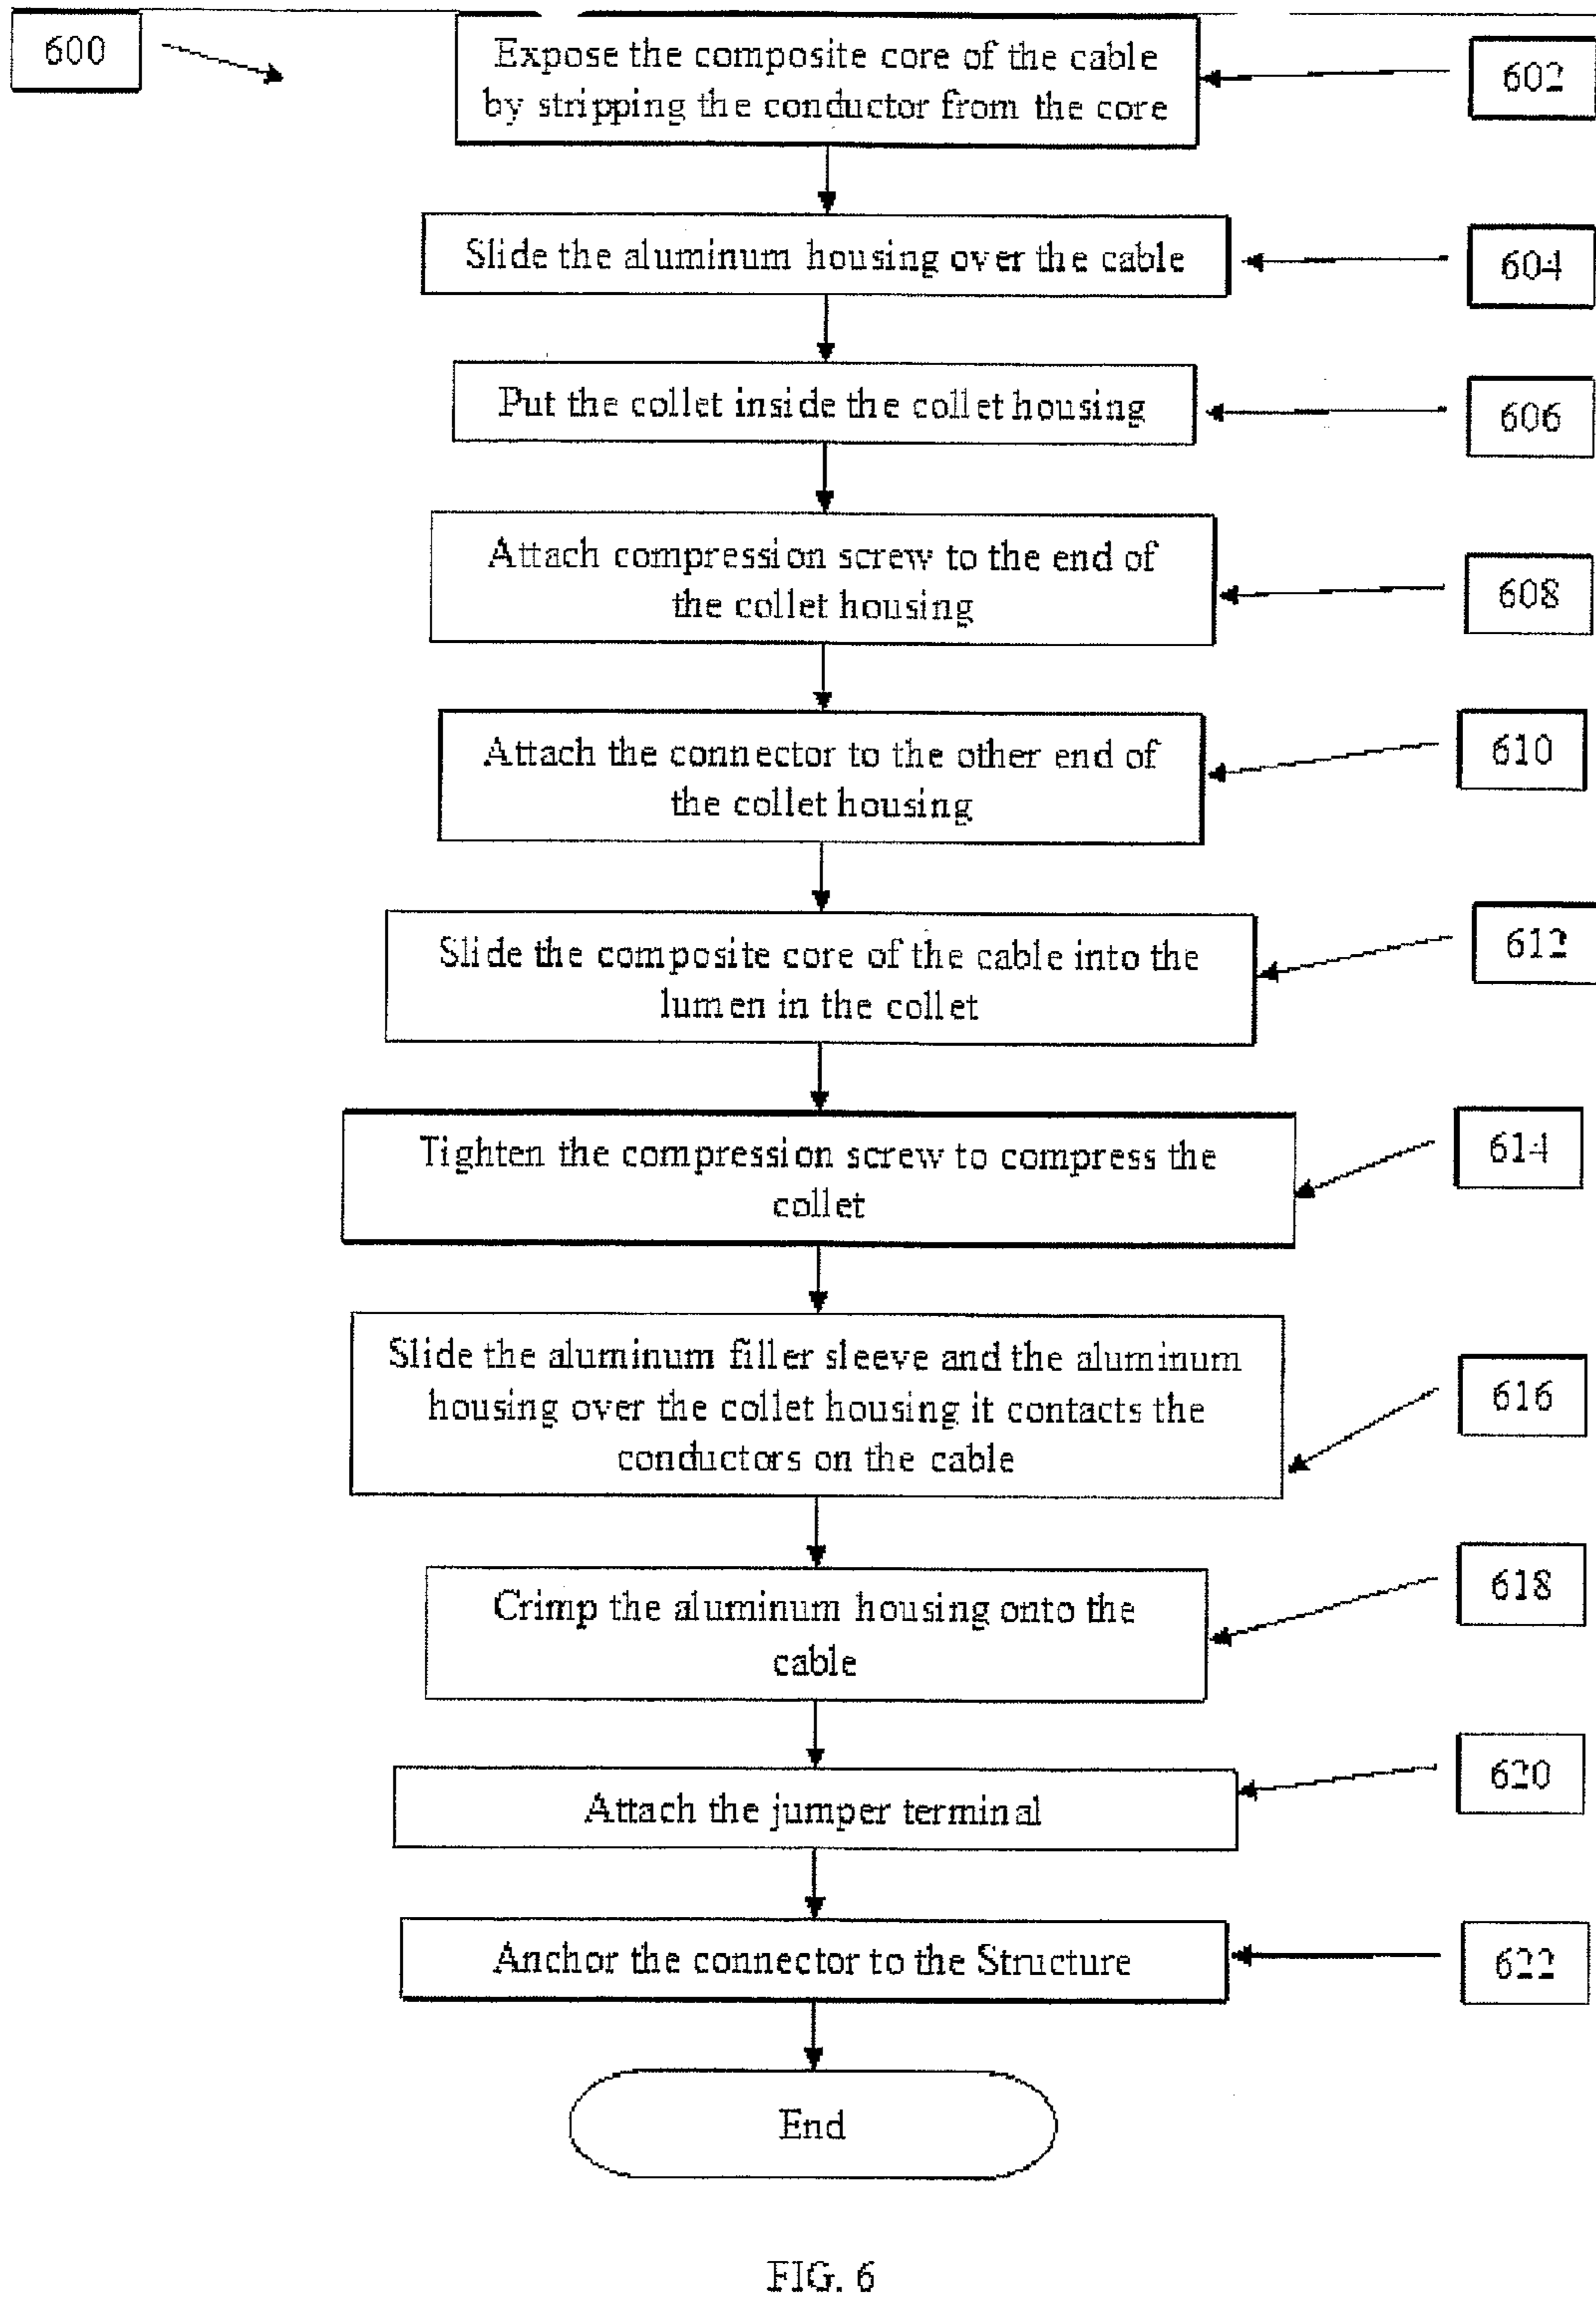 600
Expose the composite core of the cable
by stripping the conductor from the core
602
Slide the aluminum housing over the cable
604
Put the collet inside the collet housing
606
Attach compression screw to the end of
the collet housing
608
Attach the connector to the other end of
the collet housing
610
Slide the composite core of the cable into the
lumen in the collet
612
Tighten the compression screw to compress the
collet
614
Slide the aluminum filler sleeve and the aluminum
housing over the collet housing it contacts the
conductors on the cable
616
Crimp the aluminum housing onto the
cable
618
Attach the jumper terminal
620
Anchor the connector to the Structure
622
End
FIG. 6